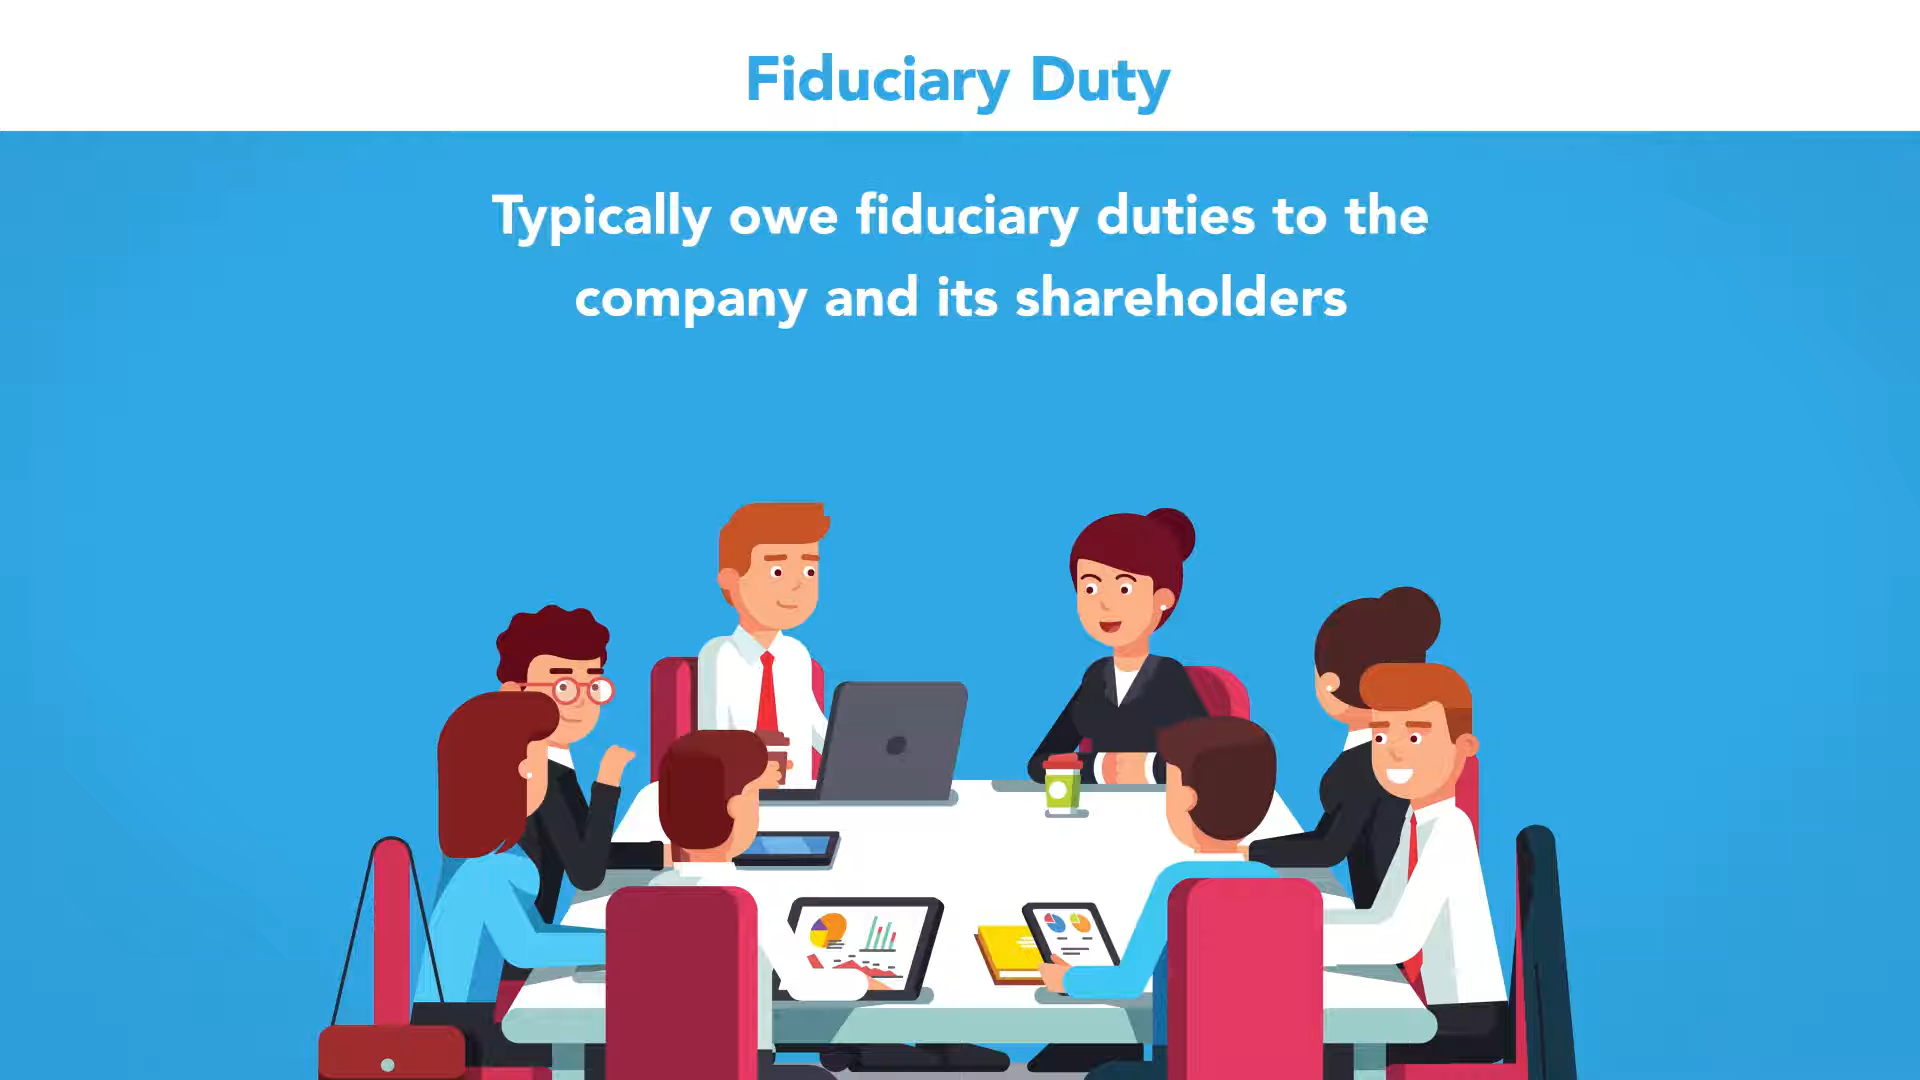 Fiduciary Duty
Typically owe fiduciary duties to the
company and its shareholders